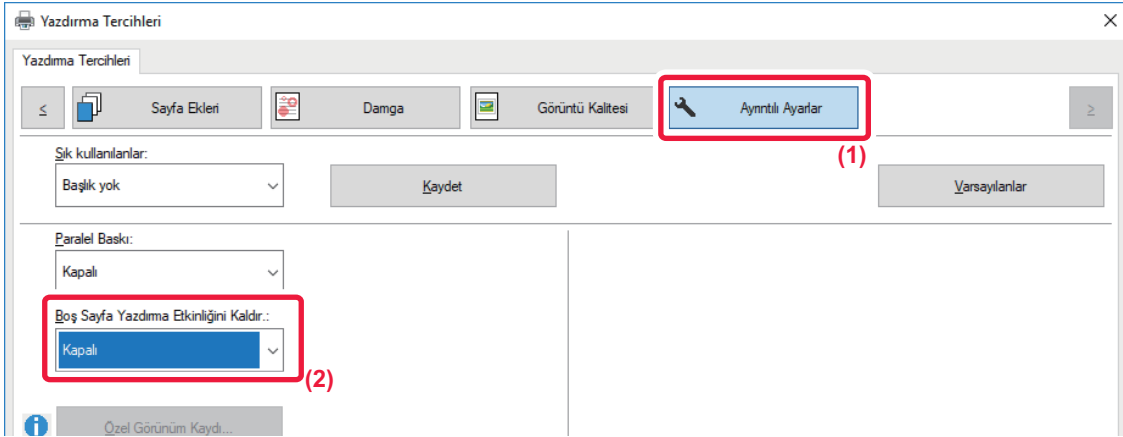 Yazdırma Tercihleri
Yazdırma Tercihleri
< Sayfa Ekleri Damga Görüntü Kalitesi Ayrıntılı Ayarlar >
(1)
Sık kullanılanlar:
Başlık yok Kaydet Varsayılanlar
Paralel Baskı:
Kapalı
Boş Sayfa Yazdırma Etkinliğini Kaldır.:
Kapalı
(2)
Özel Görünüm Kaydı...